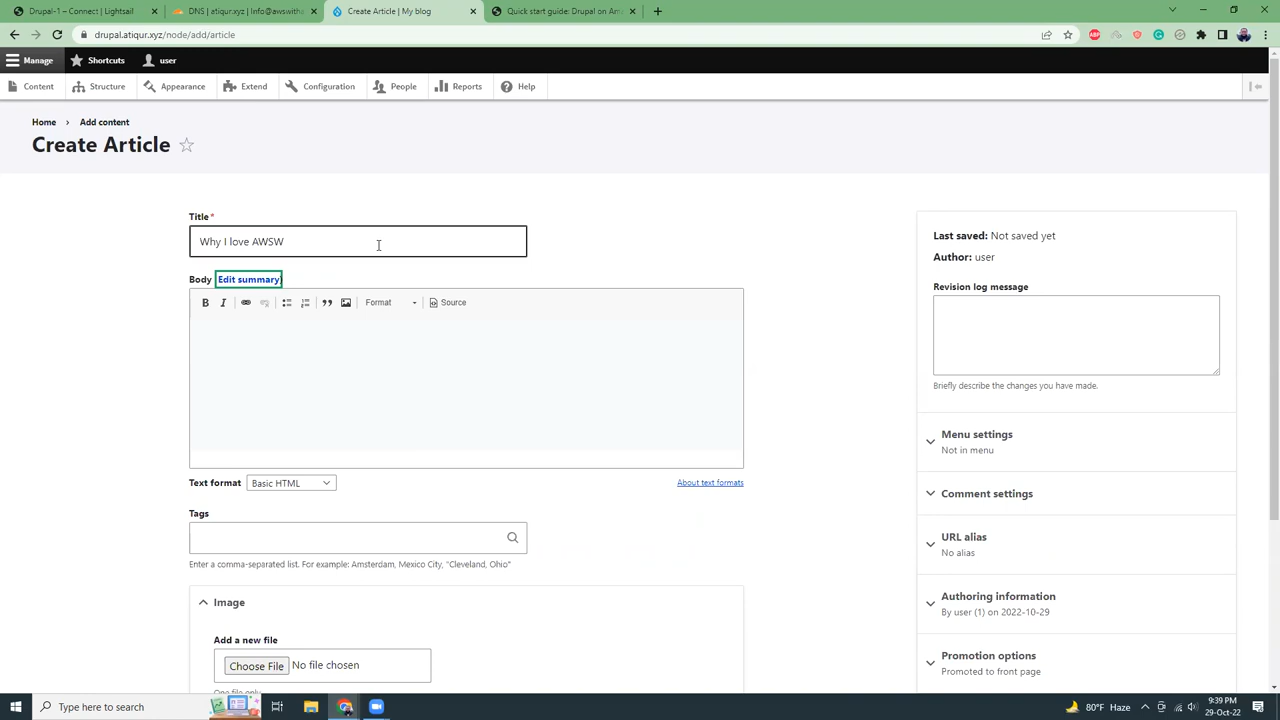 Drupal-1 – Connect | Lightsail
DNS | atiqur.xyz | awsw@outlo
Create Article | My blog
Quick start guide: Drupal on Ama
drupal.atiqur.xyz/node/add/article
Manage
Shortcuts
user
Content
Structure
Appearance
Extend
Configuration
People
Reports
Help
Home › Add content
Create Article
Title*
Why I love AWSW
Body (Edit summary)
Format
Source
Text format
Basic HTML
About text formats
Tags
Enter a comma-separated list. For example: Amsterdam, Mexico City, "Cleveland, Ohio"
Image
Add a new file
Choose File No file chosen
One file only.
Last saved: Not saved yet
Author: user
Revision log message
Briefly describe the changes you have made.
Menu settings
Not in menu
Comment settings
URL alias
No alias
Authoring information
By user (1) on 2022-10-29
Promotion options
Promoted to front page
Type here to search
80°F Haze
9:39 PM
29-Oct-22